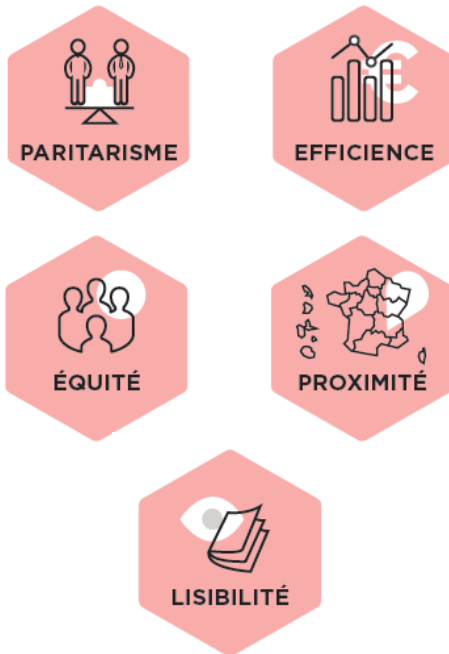 PARITARISME
EFFICIENCE
ÉQUITÉ
PROXIMITÉ
LISIBILITÉ